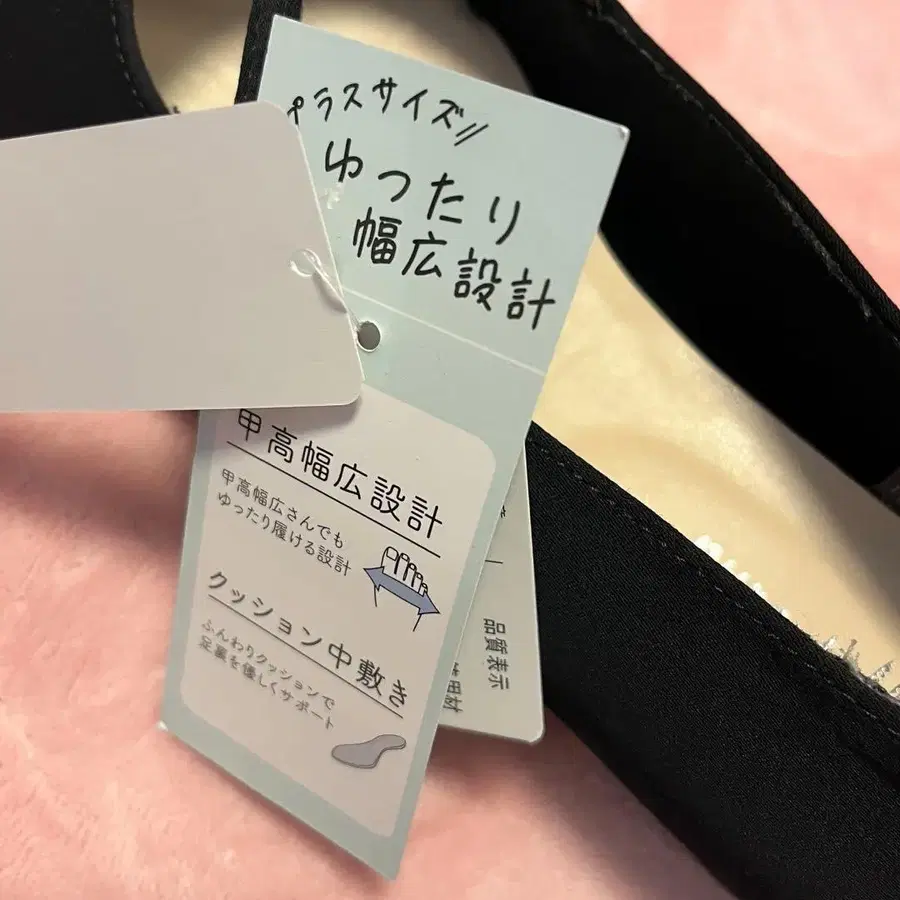 プラスサイズ//
ゆったり
幅広設計
甲高幅広設計
甲高幅広さんでも
ゆったり履ける設計
クッション中敷き
ふんわりクッションで
足裏を優しくサポート
品質表示